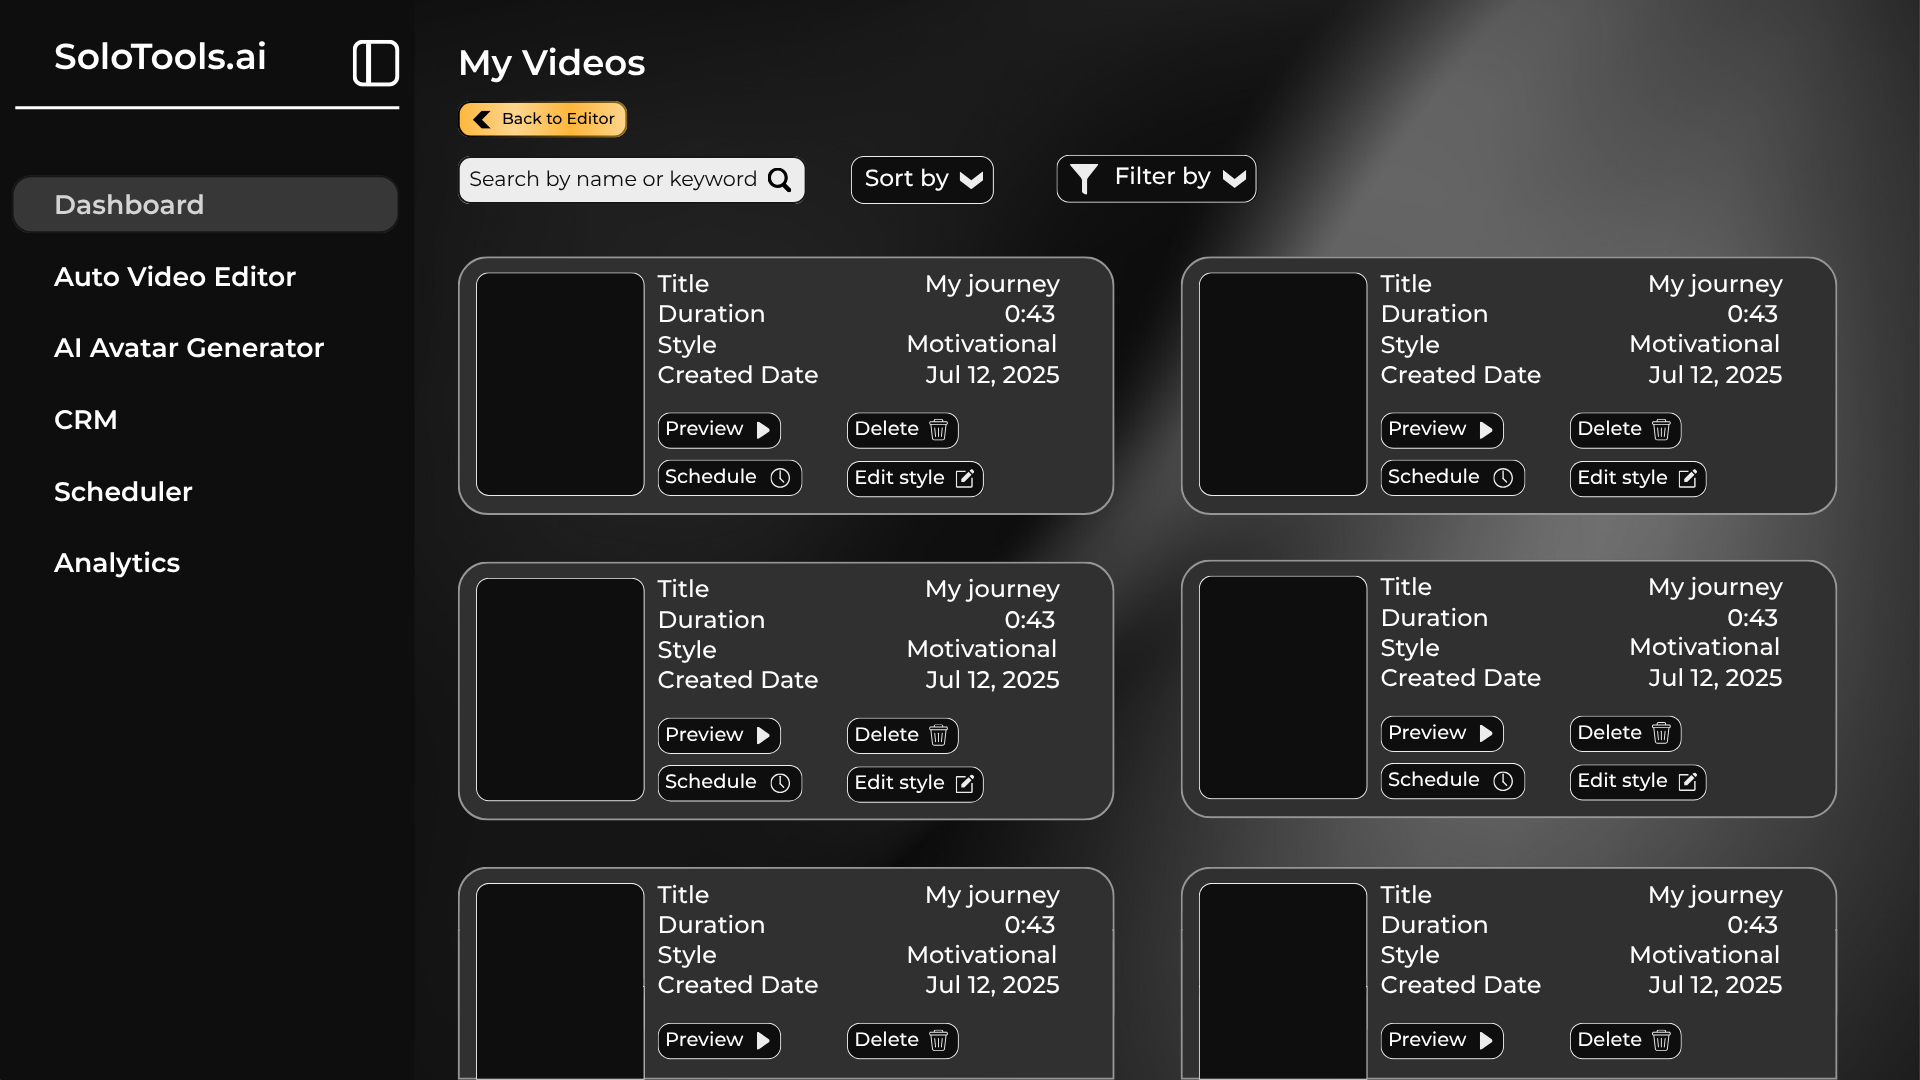 SoloTools.ai
Dashboard
Auto Video Editor
AI Avatar Generator
CRM
Scheduler
Analytics
My Videos
Back to Editor
Search by name or keyword
Sort by
Filter by
Title My journey
Duration 0:43
Style Motivational
Created Date Jul 12, 2025
Preview Delete
Schedule Edit style
Title My journey
Duration 0:43
Style Motivational
Created Date Jul 12, 2025
Preview Delete
Schedule Edit style
Title My journey
Duration 0:43
Style Motivational
Created Date Jul 12, 2025
Preview Delete
Schedule Edit style
Title My journey
Duration 0:43
Style Motivational
Created Date Jul 12, 2025
Preview Delete
Schedule Edit style
Title My journey
Duration 0:43
Style Motivational
Created Date Jul 12, 2025
Preview Delete
Title My journey
Duration 0:43
Style Motivational
Created Date Jul 12, 2025
Preview Delete